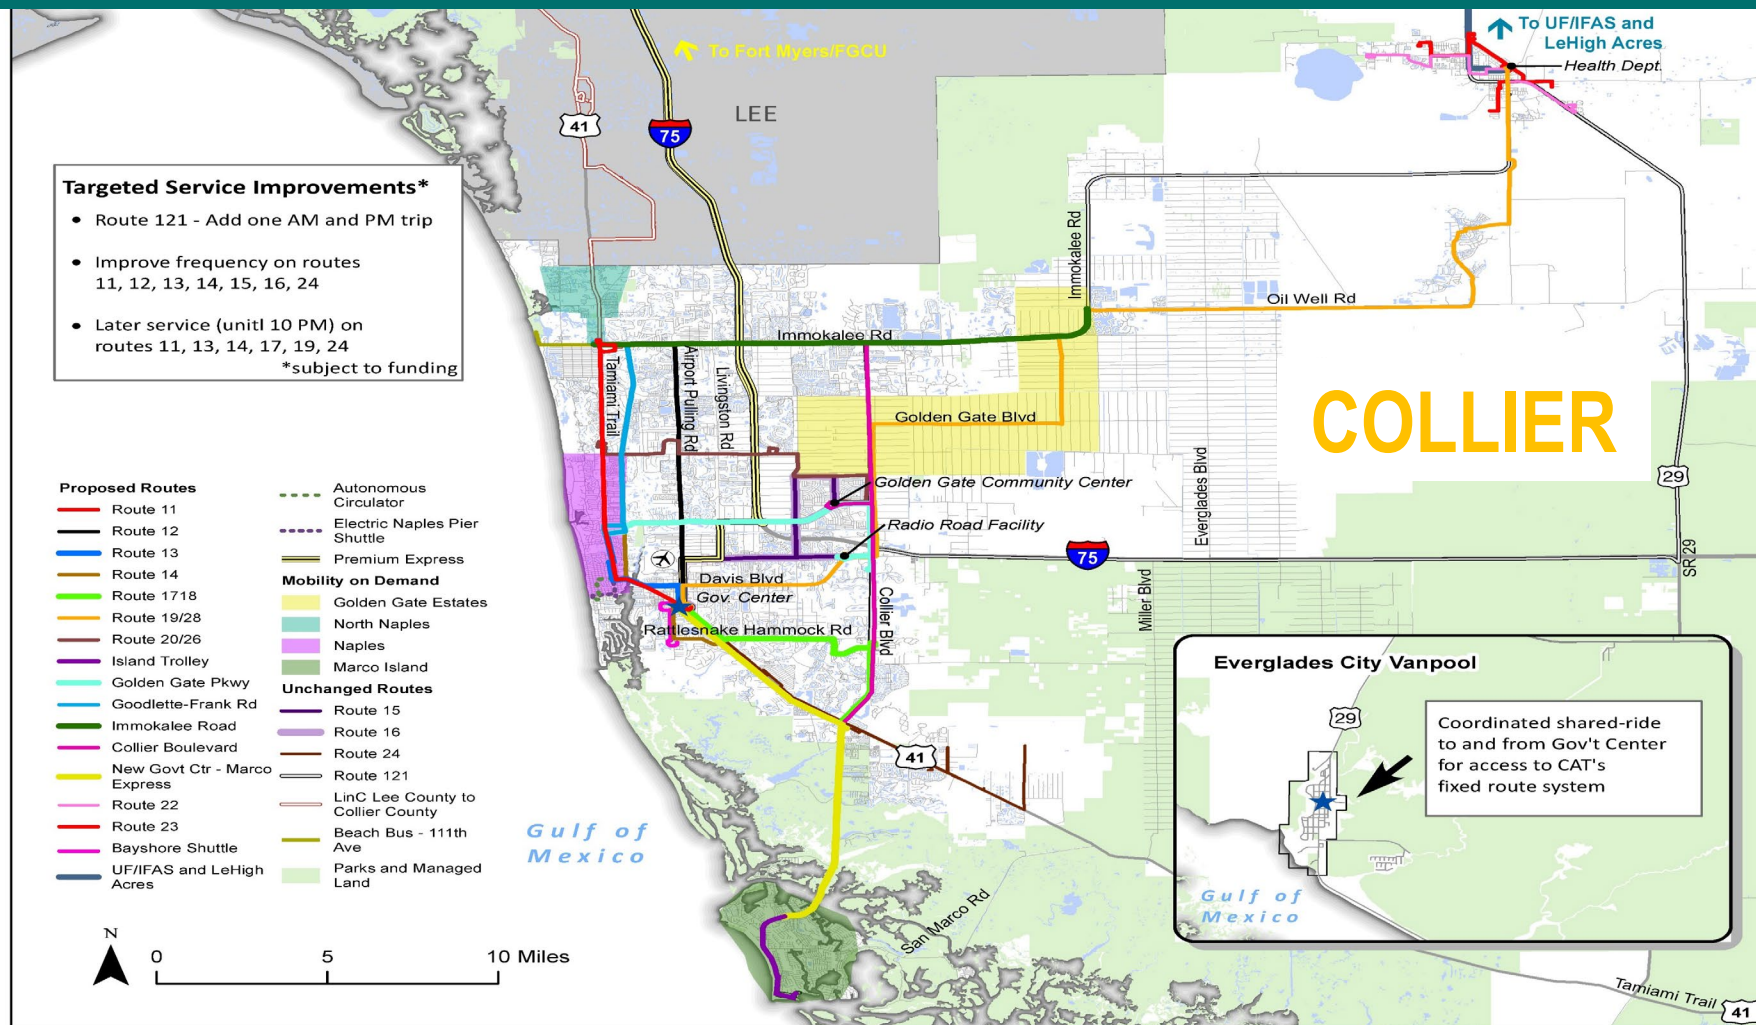 To UF/IFAS and
LeHigh Acres
Health Dept.
To Fort Myers/FGCU
LEE
41
75
Targeted Service Improvements*
• Route 121 - Add one AM and PM trip
• Improve frequency on routes
11, 12, 13, 14, 15, 16, 24
• Later service (unitl 10 PM) on
routes 11, 13, 14, 17, 19, 24
*subject to funding
Immokalee Rd
Oil Well Rd
Immokalee Rd
Tamiami Trail
Airport Pulling Rd
Livingston Rd
Golden Gate Blvd
COLLIER
Everglades Blvd
29
Golden Gate Community Center
Radio Road Facility
75
SR 29
Davis Blvd
Gov. Center
Rattlesnake Hammock Rd
Collier Blvd
Miller Blvd
41
San Marco Rd
Gulf of
Mexico
Proposed Routes
Route 11
Route 12
Route 13
Route 14
Route 1718
Route 19/28
Route 20/26
Island Trolley
Golden Gate Pkwy
Goodlette-Frank Rd
Immokalee Road
Collier Boulevard
New Govt Ctr - Marco
Express
Route 22
Route 23
Bayshore Shuttle
UF/IFAS and LeHigh
Acres
Autonomous
Circulator
Electric Naples Pier
Shuttle
Premium Express
Mobility on Demand
Golden Gate Estates
North Naples
Naples
Marco Island
Unchanged Routes
Route 15
Route 16
Route 24
Route 121
LinC Lee County to
Collier County
Beach Bus - 111th
Ave
Parks and Managed
Land
N
0 5 10 Miles
Everglades City Vanpool
29
Coordinated shared-ride
to and from Gov't Center
for access to CAT's
fixed route system
Gulf of
Mexico
Tamiami Trail
41